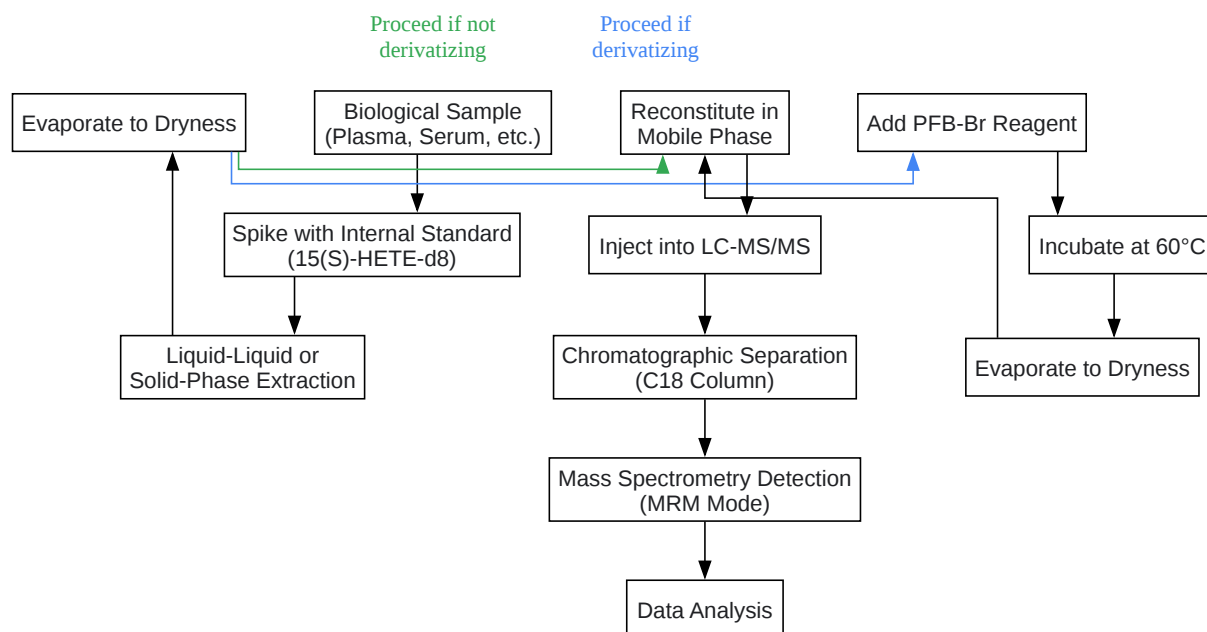 Proceed if not
derivatizing
Proceed if
derivatizing
Evaporate to Dryness
Biological Sample
(Plasma, Serum, etc.)
Reconstitute in
Mobile Phase
Add PFB-Br Reagent
Spike with Internal Standard
(15(S)-HETE-d8)
Inject into LC-MS/MS
Incubate at 60°C
Liquid-Liquid or
Solid-Phase Extraction
Chromatographic Separation
(C18 Column)
Evaporate to Dryness
Mass Spectrometry Detection
(MRM Mode)
Data Analysis